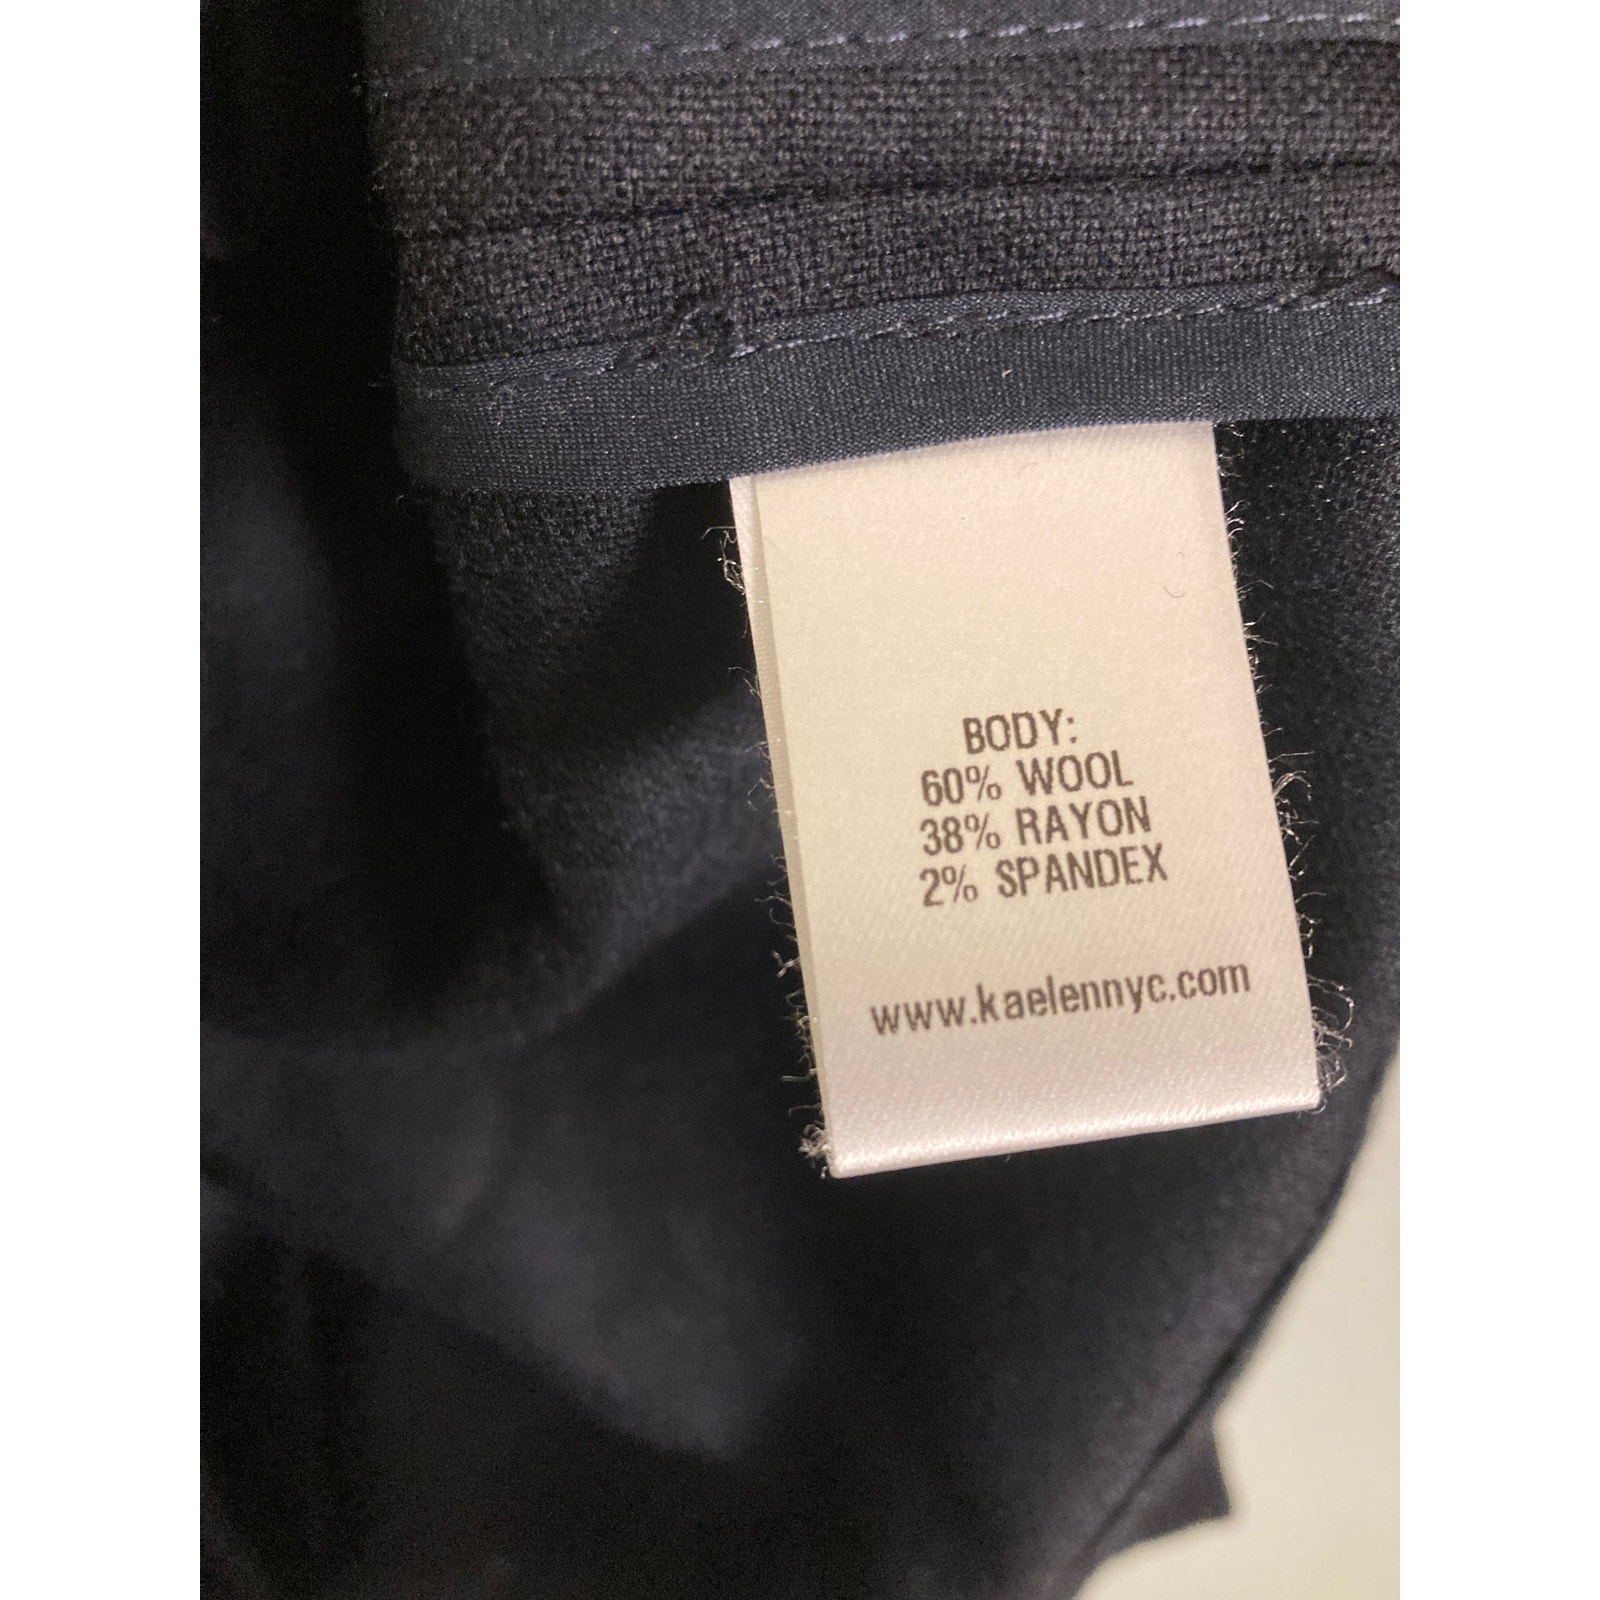 BODY:
60% WOOL
38% RAYON
2% SPANDEX
www.kaelennyc.com